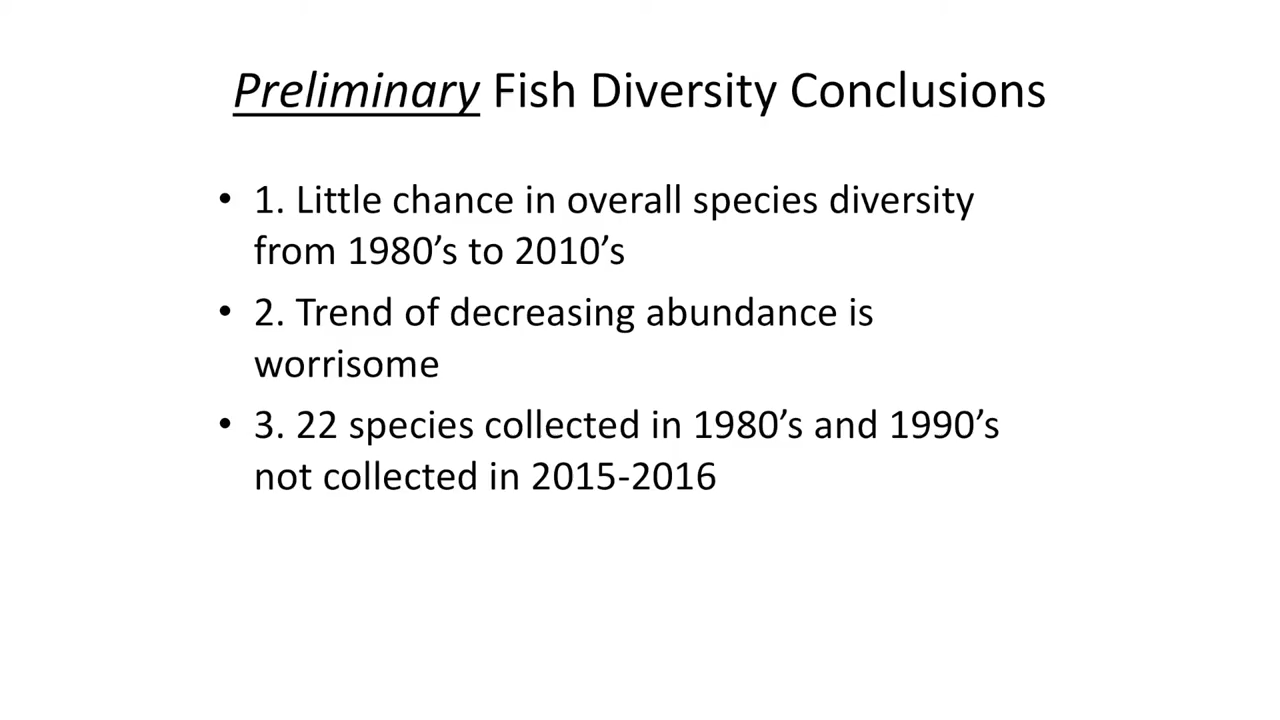 Preliminary Fish Diversity Conclusions
• 1. Little chance in overall species diversity
from 1980’s to 2010’s
• 2. Trend of decreasing abundance is
worrisome
• 3. 22 species collected in 1980’s and 1990’s
not collected in 2015-2016